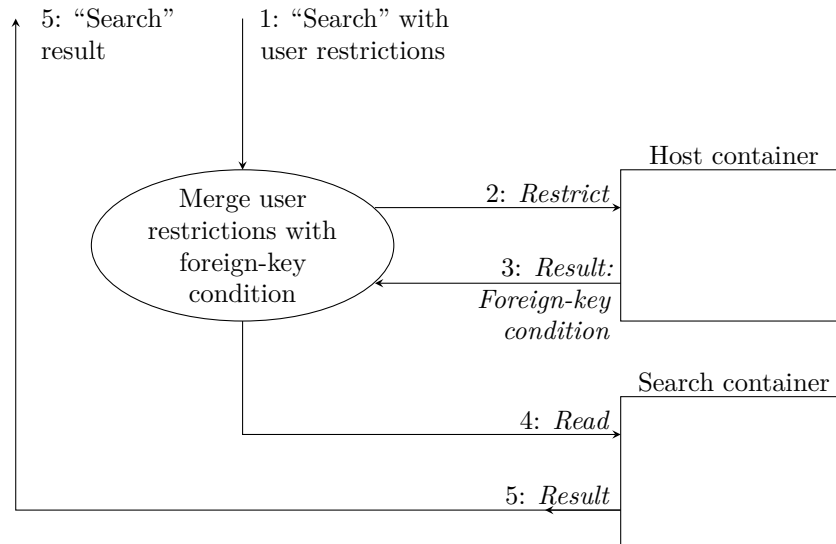 5: “Search”
result
1: “Search” with
user restrictions
Host container
Merge user
restrictions with
foreign-key
condition
2: Restrict
3: Result:
Foreign-key
condition
Search container
4: Read
5: Result